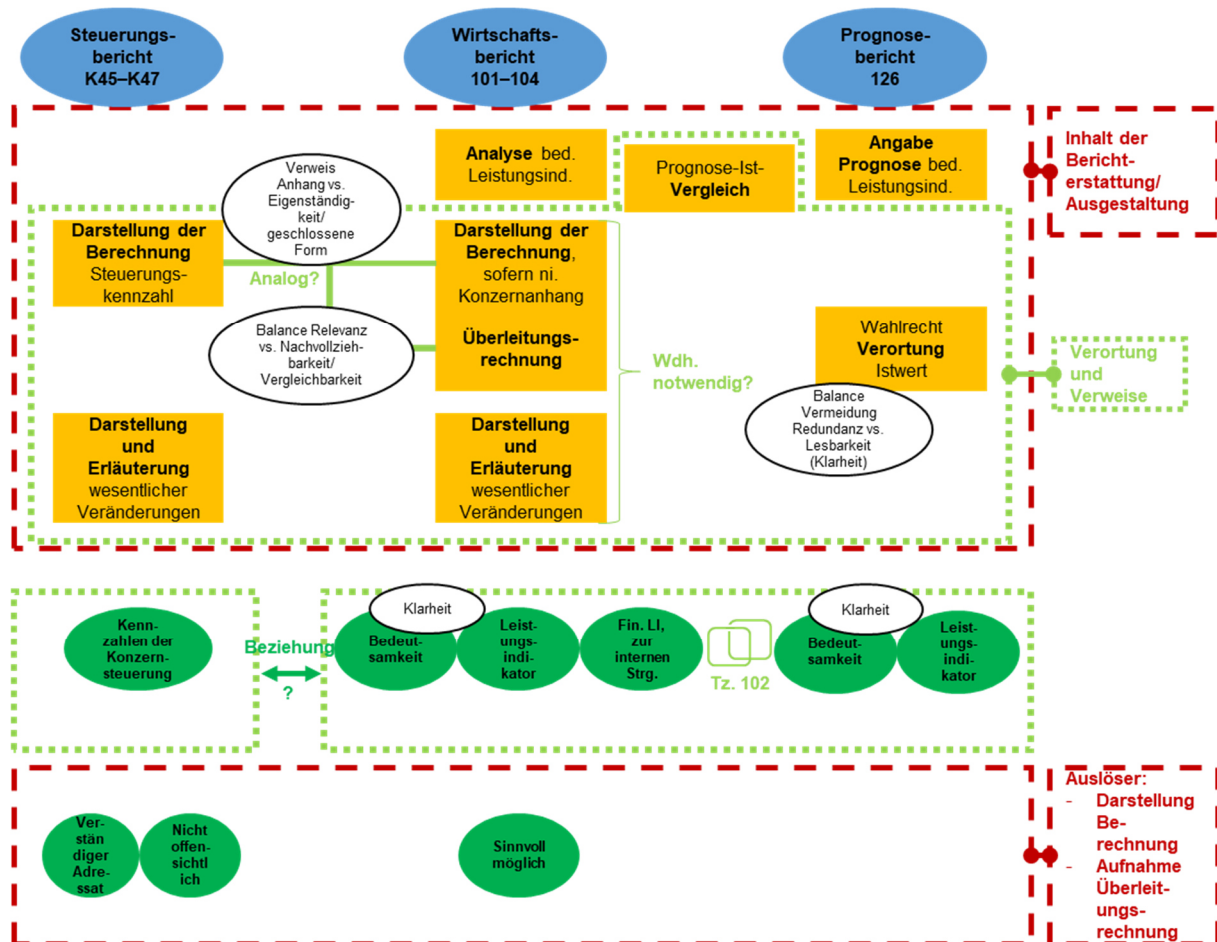 Steuerungs-
bericht
K45–K47
Wirtschafts-
bericht
101–104
Prognose-
bericht
126
Inhalt der
Bericht-
erstattung/
Ausgestaltung
Analyse bed.
Leistungsind.
Prognose-Ist-
Vergleich
Angabe
Prognose bed.
Leistungsind.
Verweis
Anhang vs.
Eigenständig-
keit/
geschlossene
Form
Darstellung der
Berechnung
Steuerungs-
kennzahl
Analog?
Darstellung der
Berechnung,
sofern ni.
Konzernanhang
Überleitungs-
rechnung
Balance Relevanz
vs. Nachvollzieh-
barkeit/
Vergleichbarkeit
Wdh.
notwendig?
Wahlrecht
Verortung
Istwert
Balance
Vermeidung
Redundanz vs.
Lesbarkeit
(Klarheit)
Verortung
und
Verweise
Darstellung
und
Erläuterung
wesentlicher
Veränderungen
Darstellung
und
Erläuterung
wesentlicher
Veränderungen
Kenn-
zahlen der
Konzern-
steuerung
Beziehung
?
Klarheit
Bedeut-
samkeit
Leist-
ungs-
indi-
kator
Fin. LI,
zur
internen
Strg.
Tz. 102
Klarheit
Bedeut-
samkeit
Leist-
ungs-
indi-
kator
Ver-
stän
diger
Adre-
ssat
Nicht
offen-
sichtl
ich
Sinnvoll
möglich
Auslöser:
- Darstellung
Be-
rechnung
- Aufnahme
Überleit-
ungs-
rechnung